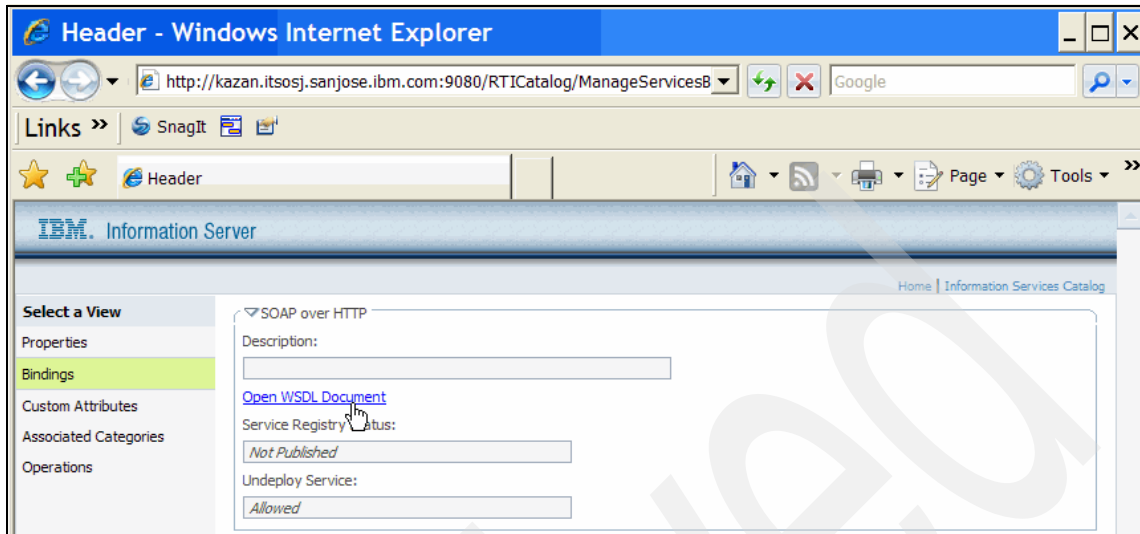 Header - Windows Internet Explorer
http://kazan.itsosj.sanjose.ibm.com:9080/RTICatalog/ManageServicesB
Google
Links »
SnagIt
Header
Page
Tools
»
IBM. Information Server
Home | Information Services Catalog
Select a View
Properties
Bindings
Custom Attributes
Associated Categories
Operations
SOAP over HTTP
Description:
Open WSDL Document
Service Registry
Not Published
Undeploy Service:
Allowed